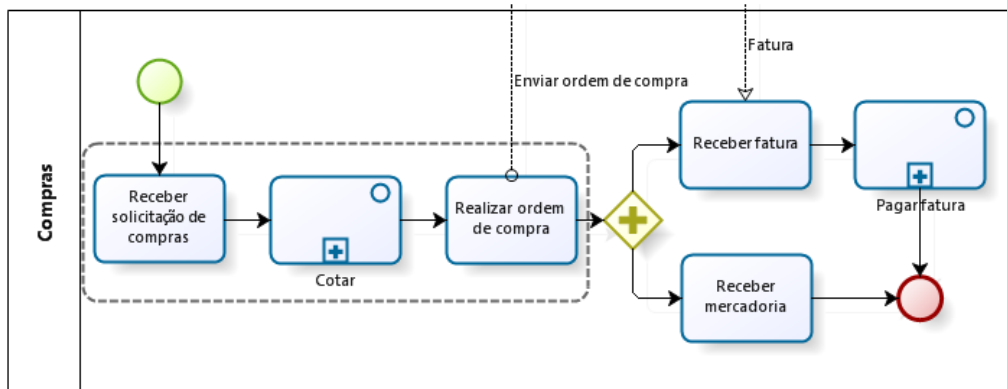 Compras
Receber
solicitação de
compras
Cotar
Realizar ordem
de compra
Enviar ordem de compra
Fatura
Receber fatura
Pagar fatura
Receber
mercadoria